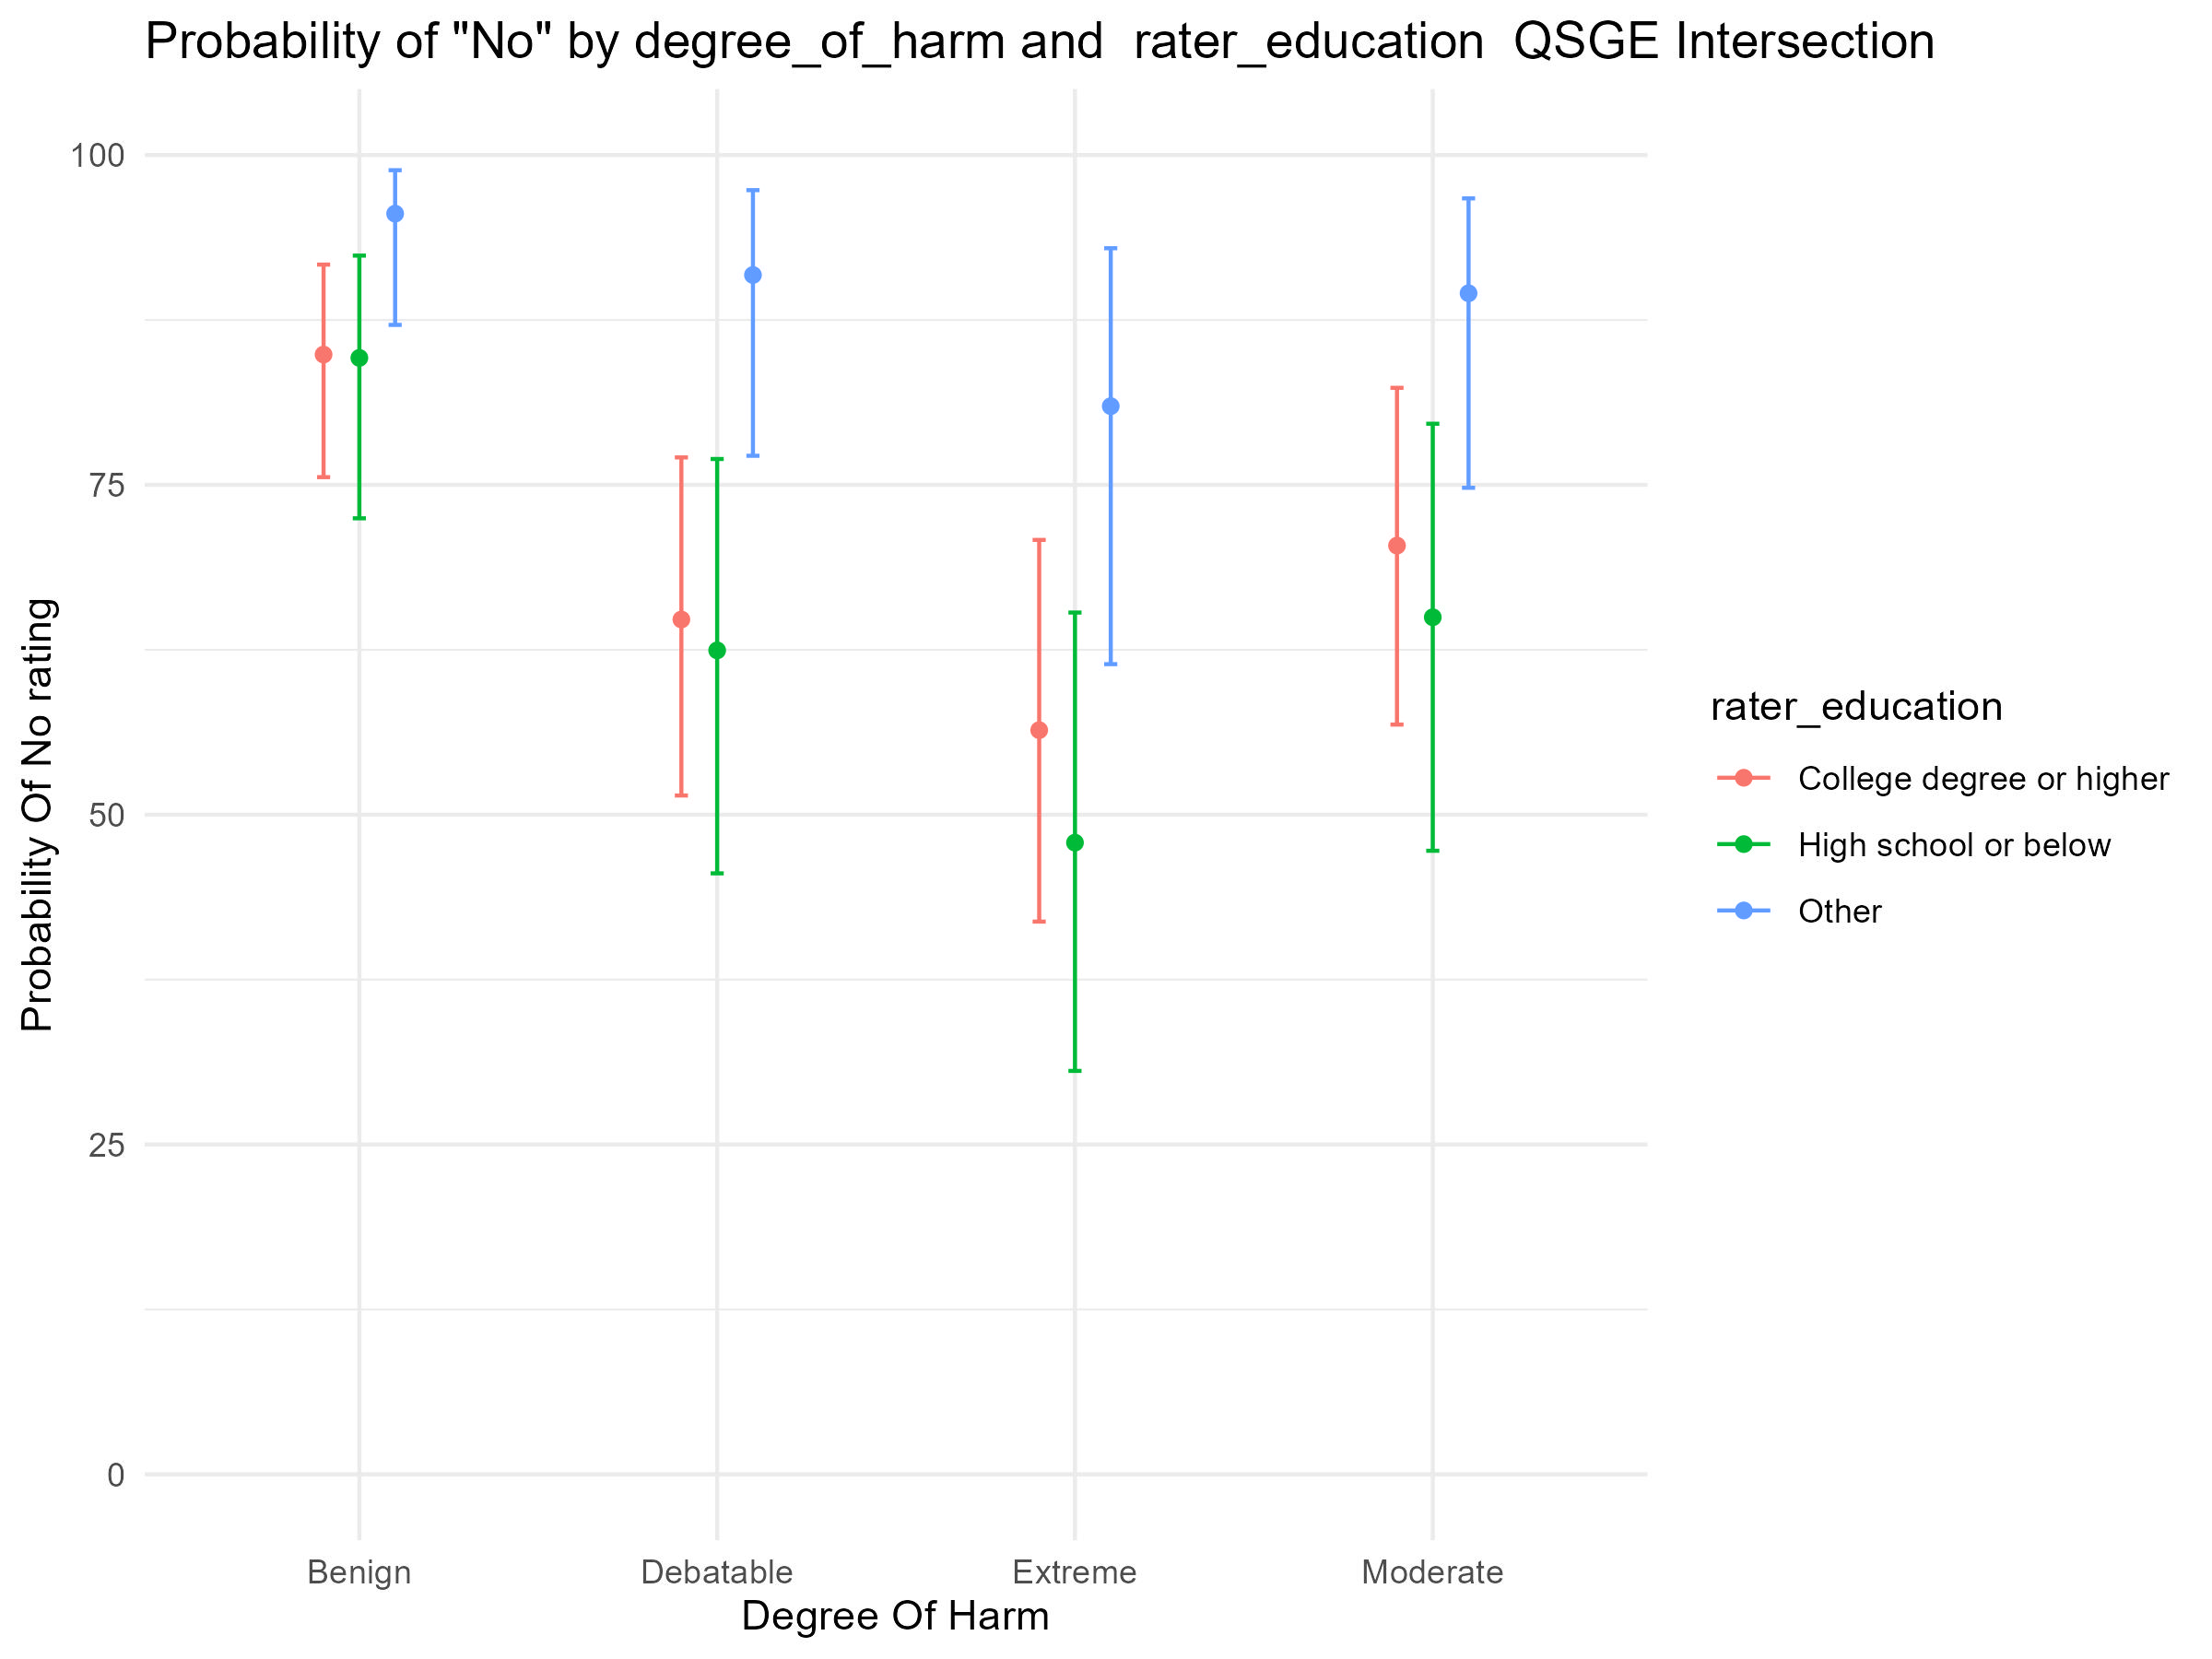 Probability of "No" by degree_of_harm and  rater_education  QSGE Intersection
100
75
50
25
0
Probability Of No rating
Benign
Debatable
Extreme
Moderate
Degree Of Harm
rater_education
College degree or higher
High school or below
Other